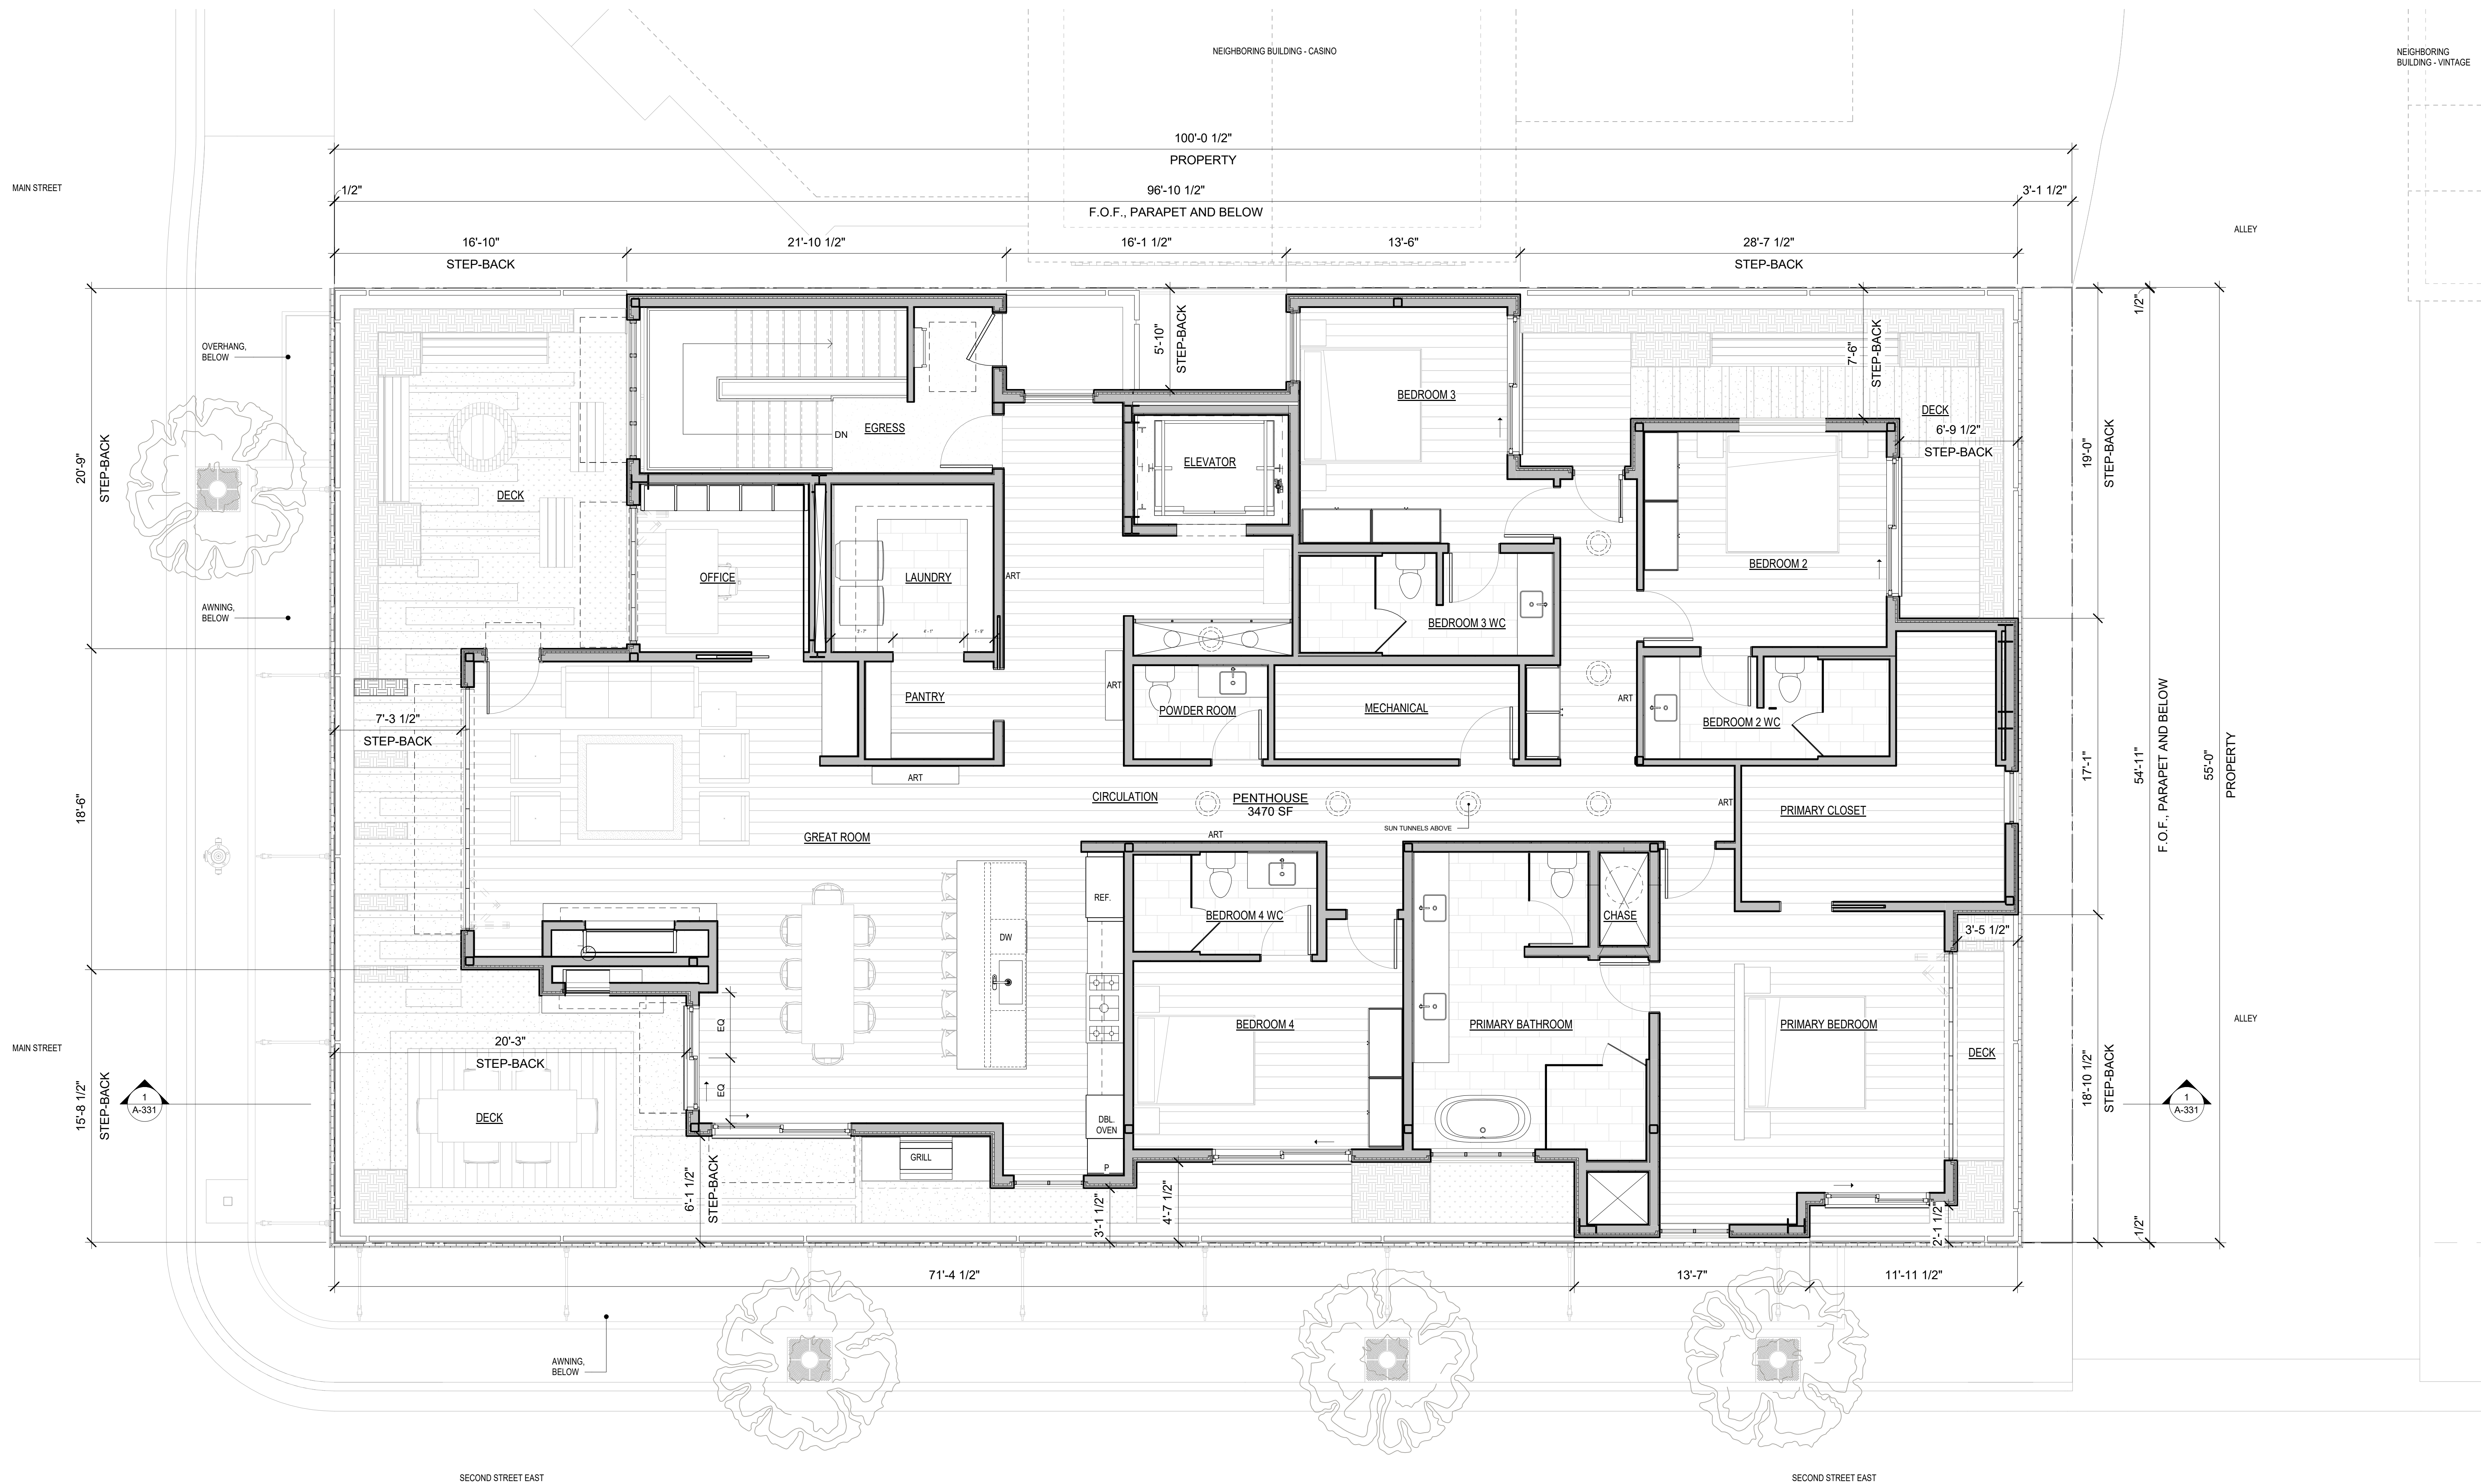 NEIGHBORING BUILDING - CASINO
NEIGHBORING
BUILDING - VINTAGE
100'-0 1/2"
PROPERTY
MAIN STREET
1/2"
96'-10 1/2"
3'-1 1/2"
F.O.F., PARAPET AND BELOW
ALLEY
16'-10"
21'-10 1/2"
16'-1 1/2"
13'-6"
28'-7 1/2"
STEP-BACK
STEP-BACK
1/2"
5'-10"
STEP-BACK
7'-6"
STEP-BACK
OVERHANG,
BELOW
BEDROOM 3
DECK
6'-9 1/2"
STEP-BACK
EGRESS
DN
20'-9"
STEP-BACK
19'-0"
STEP-BACK
ELEVATOR
DECK
OFFICE
LAUNDRY
ART
BEDROOM 2
AWNING,
BELOW
BEDROOM 3 WC
3' - 7"
6' - 1"
1' - 9"
PANTRY
ART
POWDER ROOM
MECHANICAL
ART
BEDROOM 2 WC
7'-3 1/2"
STEP-BACK
ART
CIRCULATION
PENTHOUSE
3470 SF
ART
PRIMARY CLOSET
18'-6"
17'-1"
54'-11"
F.O.F., PARAPET AND BELOW
55'-0"
PROPERTY
GREAT ROOM
ART
SUN TUNNELS ABOVE
REF.
BEDROOM 4 WC
CHASE
DW
3'-5 1/2"
EQ
BEDROOM 4
PRIMARY BATHROOM
PRIMARY BEDROOM
ALLEY
MAIN STREET
20'-3"
STEP-BACK
DECK
EQ
15'-8 1/2"
STEP-BACK
1
A-331
DECK
DBL.
OVEN
18'-10 1/2"
STEP-BACK
1
A-331
GRILL
P
6'-1 1/2"
STEP-BACK
3'-1 1/2"
4'-7 1/2"
2'-1 1/2"
1/2"
71'-4 1/2"
13'-7"
11'-11 1/2"
AWNING,
BELOW
SECOND STREET EAST
SECOND STREET EAST